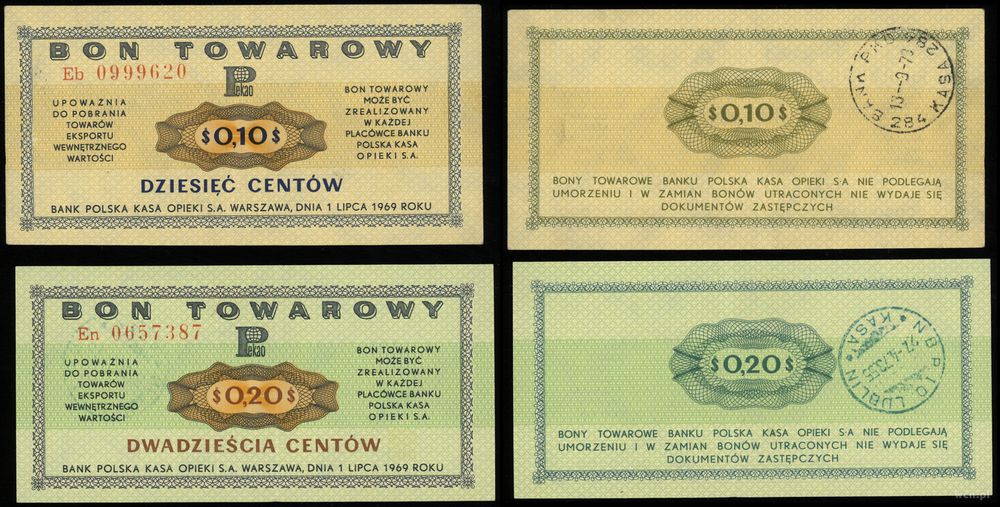 BON TOWAROWY
Eb 0999620
Pekao
UPOWAŻNIA
DO POBRANIA
TOWARÓW
EKSPORTU
WEWNĘTRZNEGO
WARTOŚCI
$ 0,10 $
BON TOWAROWY
MOŻE BYĆ
ZREALIZOWANY
W KAŻDEJ
PLACÓWCE BANKU
POLSKA KASA
OPIEKI S.A.
DZIESIĘĆ CENTÓW
BANK POLSKA KASA OPIEKI S.A. WARSZAWA, DNIA 1 LIPCA 1969 ROKU
284 KASA 284
$ 0,10 $
BONY TOWAROWE BANKU POLSKA KASA OPIEKI S·A NIE PODLEGAJĄ
UMORZENIU I W ZAMIAN BONÓW UTRACONYCH NIE WYDAJE SIĘ
DOKUMENTÓW ZASTĘPCZYCH
BON TOWAROWY
En 0657387
Pekao
UPOWAŻNIA
DO POBRANIA
TOWARÓW
EKSPORTU
WEWNĘTRZNEGO
WARTOŚCI
$ 0,20 $
BON TOWAROWY
MOŻE BYĆ
ZREALIZOWANY
W KAŻDEJ
PLACÓWCE BANKU
POLSKA KASA
OPIEKI S.A.
DWADZIEŚCIA CENTÓW
BANK POLSKA KASA OPIEKI S.A. WARSZAWA, DNIA 1 LIPCA 1969 ROKU
LUBLIN * KASA *
$ 0,20 $
BONY TOWAROWE BANKU POLSKA KASA OPIEKI S·A NIE PODLEGAJĄ
UMORZENIU I W ZAMIAN BONÓW UTRACONYCH NIE WYDAJE SIĘ
DOKUMENTÓW ZASTĘPCZYCH
wcn.pl